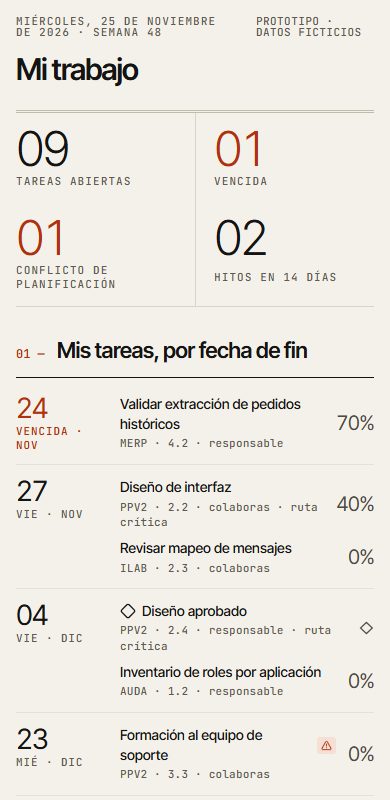 MIÉRCOLES, 25 DE NOVIEMBRE
DE 2026 · SEMANA 48
PROTOTIPO ·
DATOS FICTICIOS
Mi trabajo
09
TAREAS ABIERTAS
01
VENCIDA
01
CONFLICTO DE
PLANIFICACIÓN
02
HITOS EN 14 DÍAS
01 — Mis tareas, por fecha de fin
24
VENCIDA ·
NOV
Validar extracción de pedidos
históricos
MERP · 4.2 · responsable
70%
27
VIE · NOV
Diseño de interfaz
PPV2 · 2.2 · colaboras · ruta
crítica
40%
Revisar mapeo de mensajes
ILAB · 2.3 · colaboras
0%
04
VIE · DIC
Diseño aprobado
PPV2 · 2.4 · responsable · ruta
crítica
Inventario de roles por aplicación
AUDA · 1.2 · responsable
0%
23
MIÉ · DIC
Formación al equipo de
soporte
PPV2 · 3.3 · colaboras
0%